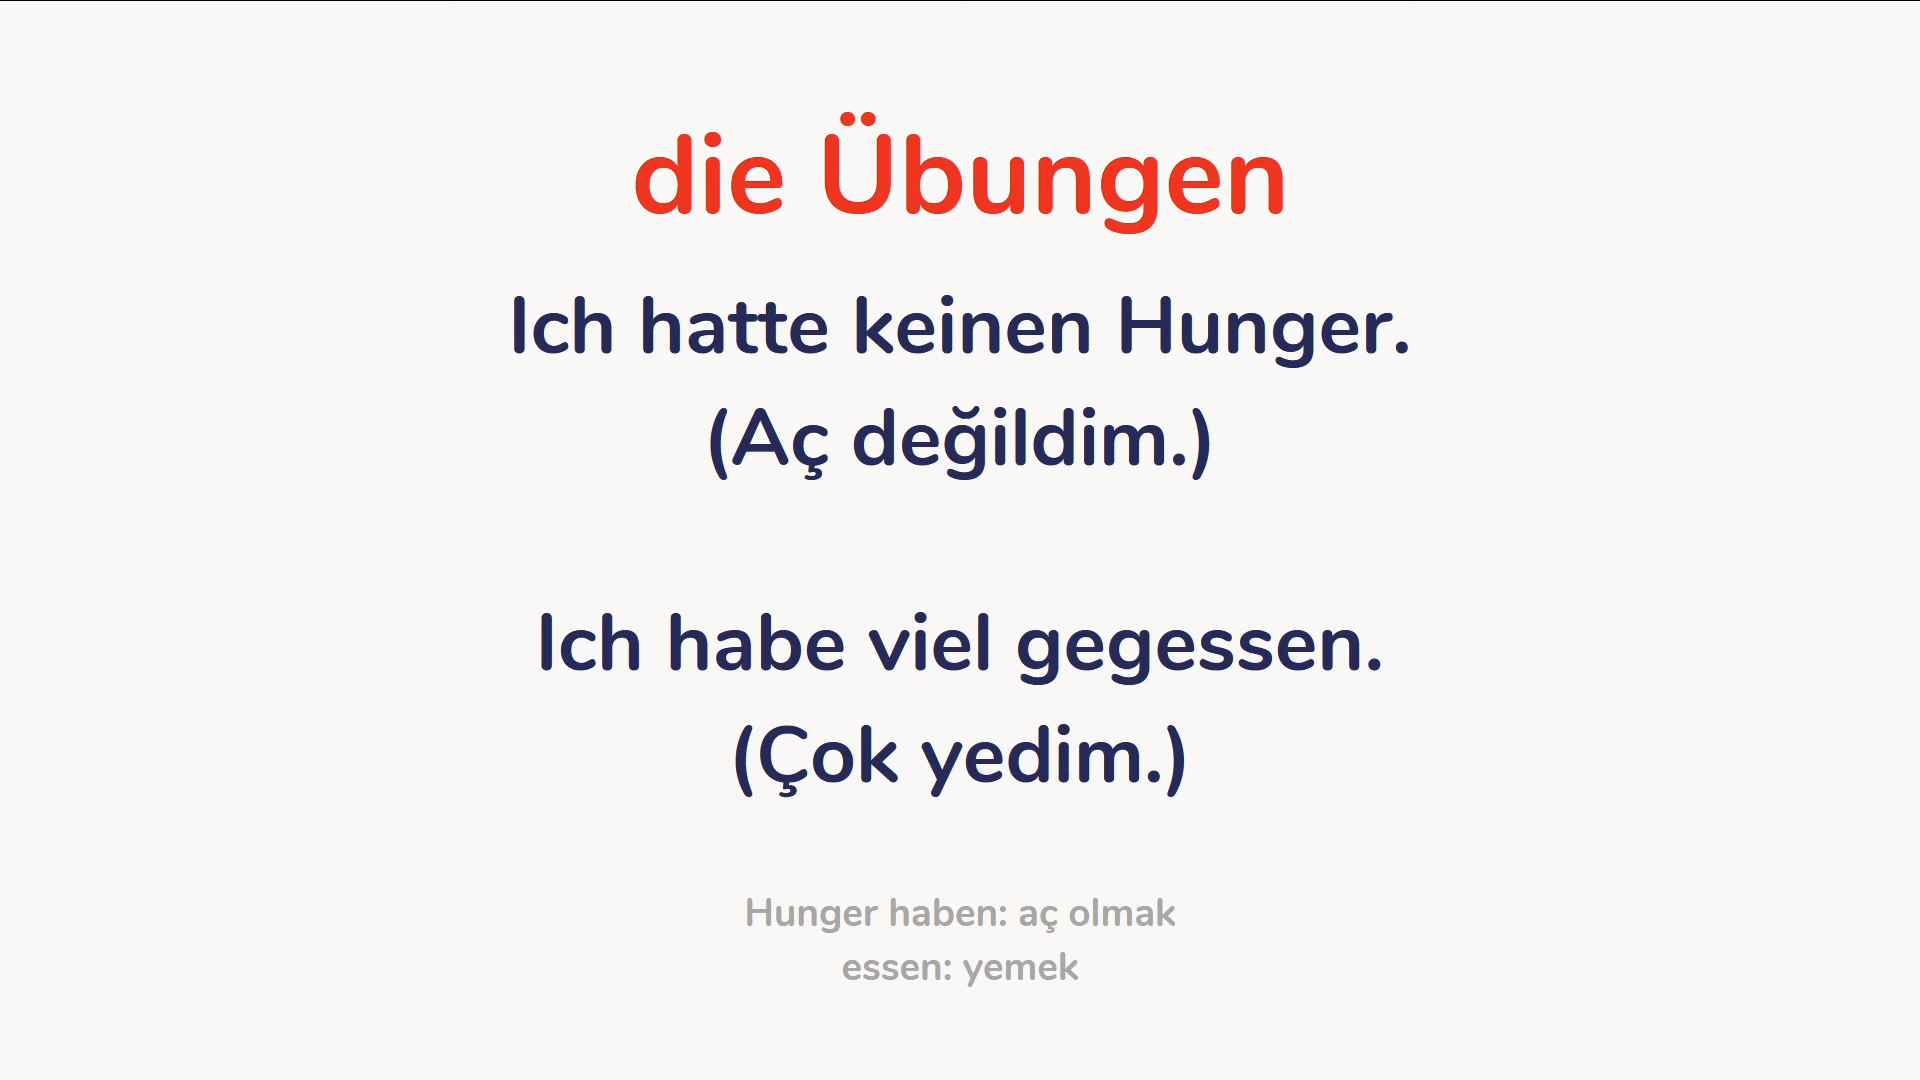 die Übungen
Ich hatte keinen Hunger.
(Aç değildim.)
Ich habe viel gegessen.
(Çok yedim.)
Hunger haben: aç olmak
essen: yemek